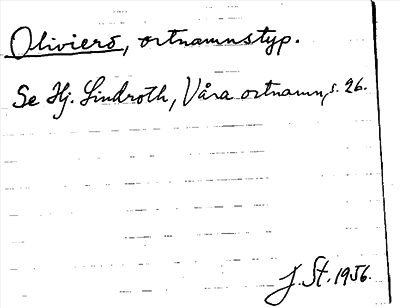 Olivierö, ortnamnstyp.
Se Hj. Lindroth, Våra ortnamn, s. 26.
J. St. 1956.